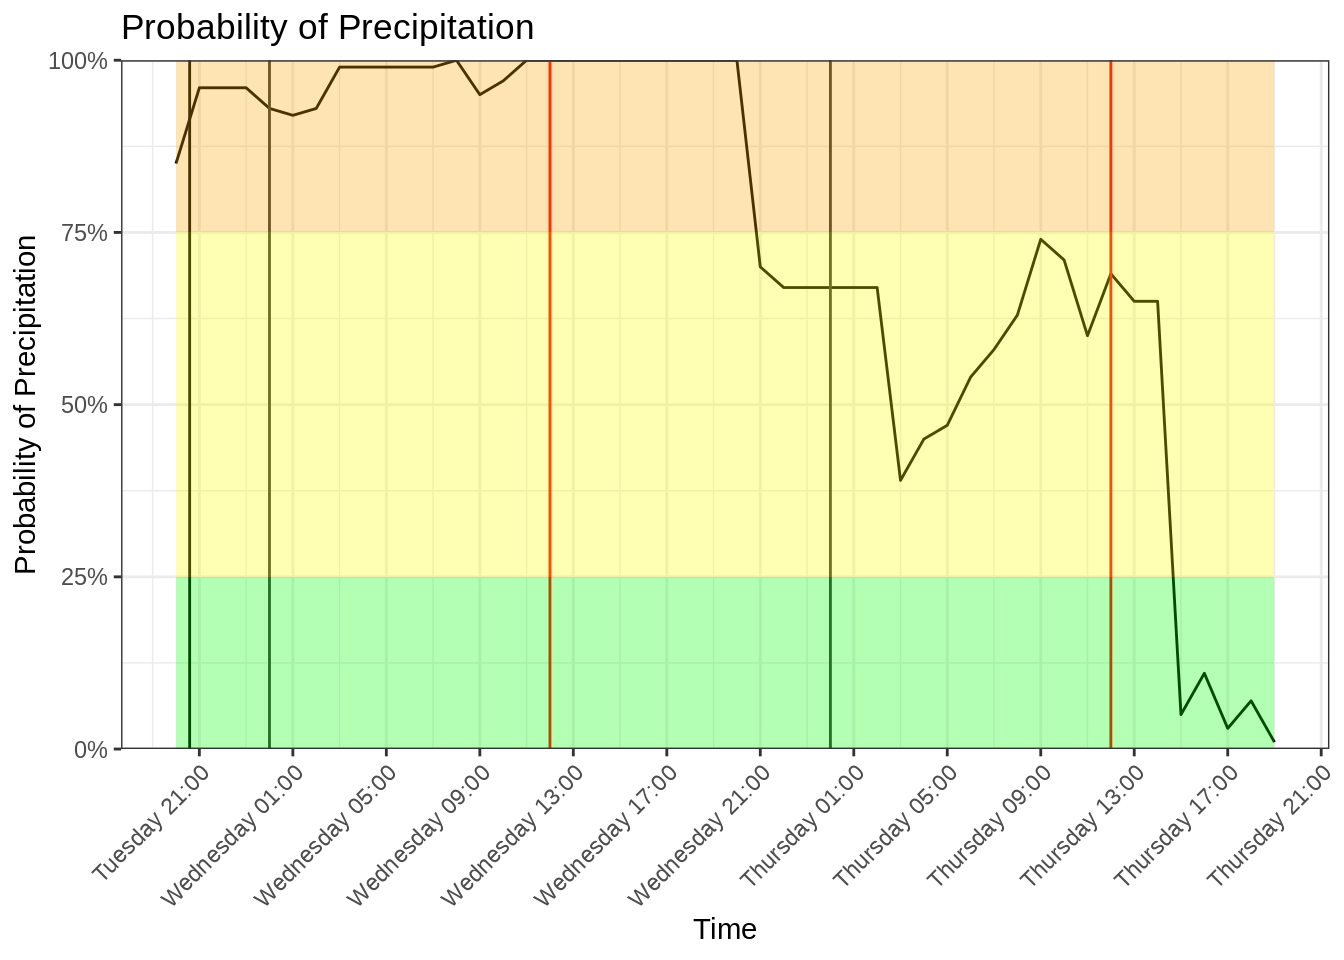 Probability of Precipitation
Probability of Precipitation
100%
75%
50%
25%
0%
Tuesday 21:00
Wednesday 01:00
Wednesday 05:00
Wednesday 09:00
Wednesday 13:00
Wednesday 17:00
Wednesday 21:00
Thursday 01:00
Thursday 05:00
Thursday 09:00
Thursday 13:00
Thursday 17:00
Thursday 21:00
Time